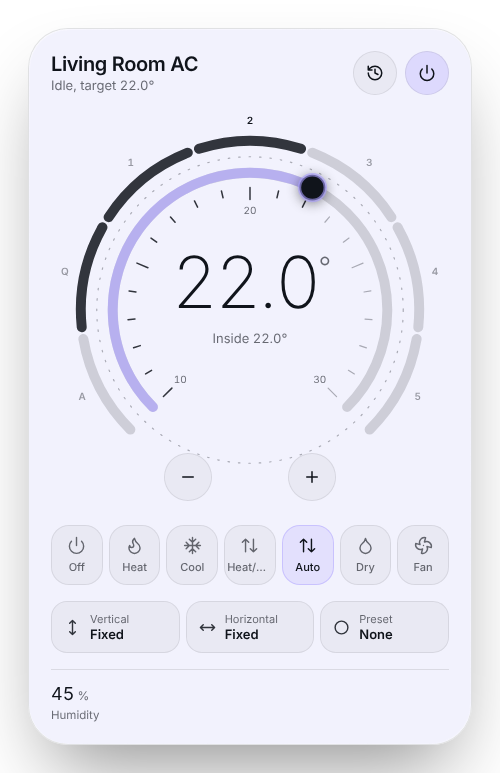 Living Room AC
Idle, target 22.0°
2
1
3
Q
4
A
5
20
22.0°
Inside 22.0°
10
30
Off
Heat
Cool
Heat/...
Auto
Dry
Fan
Vertical
Fixed
Horizontal
Fixed
Preset
None
45 %
Humidity